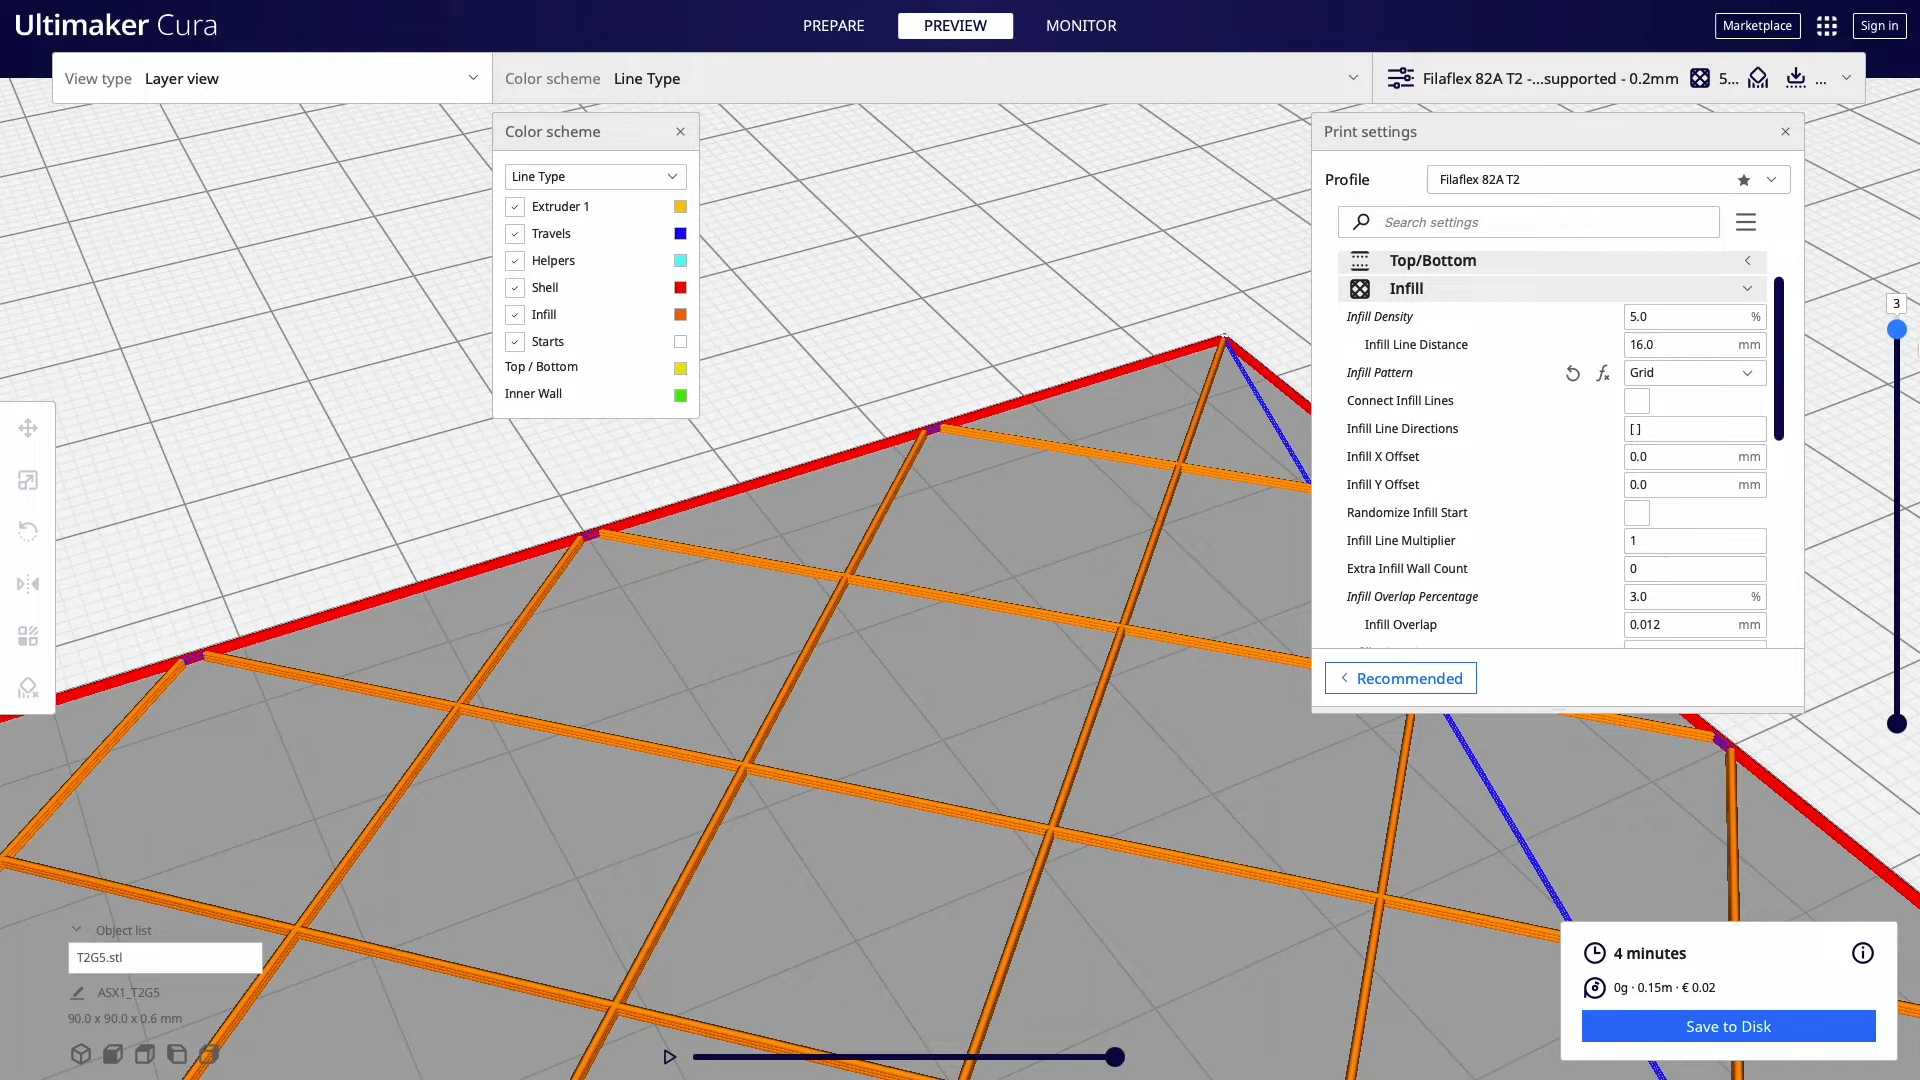 Ultimaker Cura
PREPARE
PREVIEW
MONITOR
Marketplace
Sign in
View type Layer view
Color scheme Line Type
Filaflex 82A T2 -...supported - 0.2mm
5...
...
Color scheme
Line Type
Extruder 1
Travels
Helpers
Shell
Infill
Starts
Top / Bottom
Inner Wall
Print settings
Profile
Filaflex 82A T2
Search settings
Top/Bottom
Infill
Infill Density 5.0 %
Infill Line Distance 16.0 mm
Infill Pattern Grid
Connect Infill Lines
Infill Line Directions [ ]
Infill X Offset 0.0 mm
Infill Y Offset 0.0 mm
Randomize Infill Start
Infill Line Multiplier 1
Extra Infill Wall Count 0
Infill Overlap Percentage 3.0 %
Infill Overlap 0.012 mm
Recommended
3
Object list
T2G5.stl
ASX1_T2G5
90.0 x 90.0 x 0.6 mm
4 minutes
0g · 0.15m · € 0.02
Save to Disk